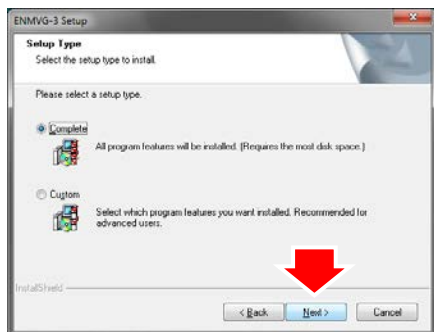 ENMVG-3 Setup
Setup Type
Select the setup type to install.
Please select a setup type.
Complete
All program features will be installed. (Requires the most disk space.)
Custom
Select which program features you want installed. Recommended for
advanced users.
InstallShield
< Back
Next >
Cancel